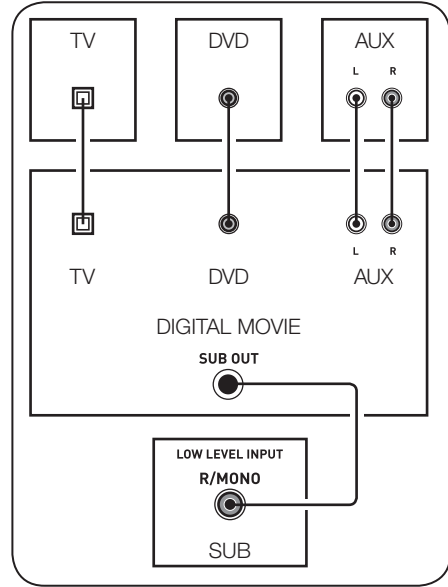 TV DVD AUX
L R
L R
TV DVD AUX
DIGITAL MOVIE
SUB OUT
LOW LEVEL INPUT
R/MONO
SUB